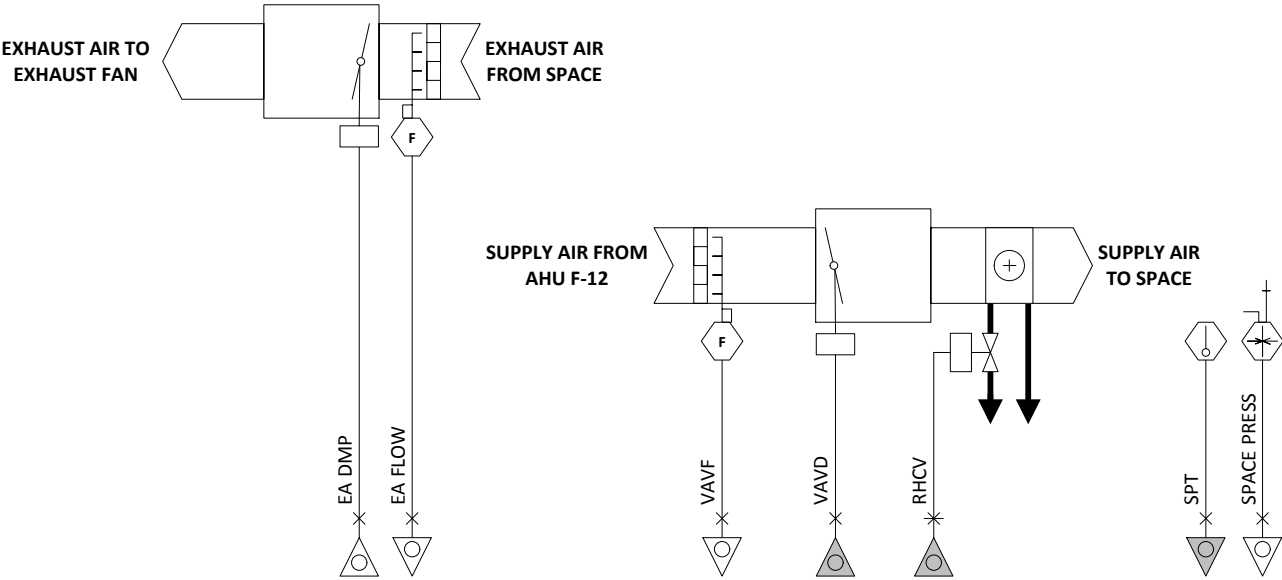 EXHAUST AIR TO
EXHAUST FAN
EXHAUST AIR
FROM SPACE
F
SUPPLY AIR FROM
AHU F-12
SUPPLY AIR
TO SPACE
F
EA DMP
EA FLOW
VAVF
VAVD
RHCV
SPT
SPACE PRESS